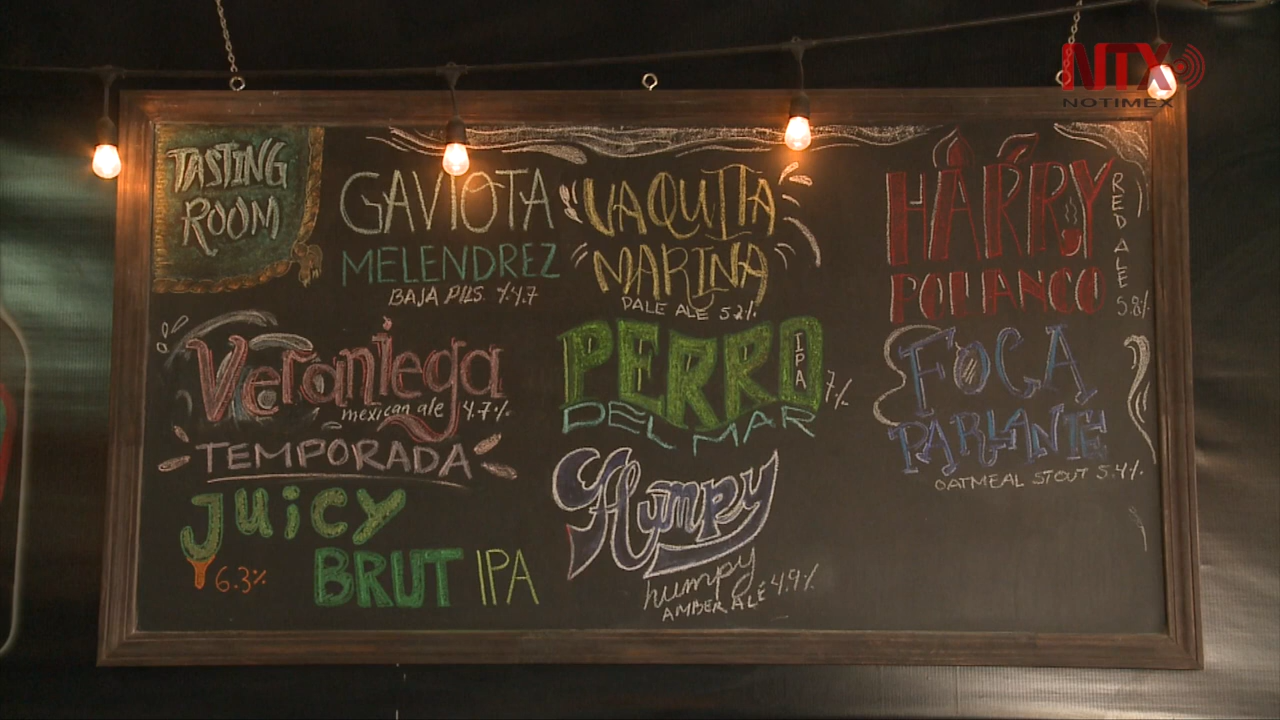 NTX
NOTIMEX
TASTING
ROOM
GAVIOTA
MELENDREZ
BAJA PILS. %4.7
VAQUITA
MARINA
PALE ALE 5.2%
HARRY
POLANCO
RED ALE 5.8%
Veraniega
mexican ale 4.7%
PERRO
IPA
7%
DEL MAR
FOCA
PARLANTE
OATMEAL STOUT 5.4%
TEMPORADA
JUiCY
6.3%
BRUT IPA
Humpy
humpy
AMBER ALE 4.9%